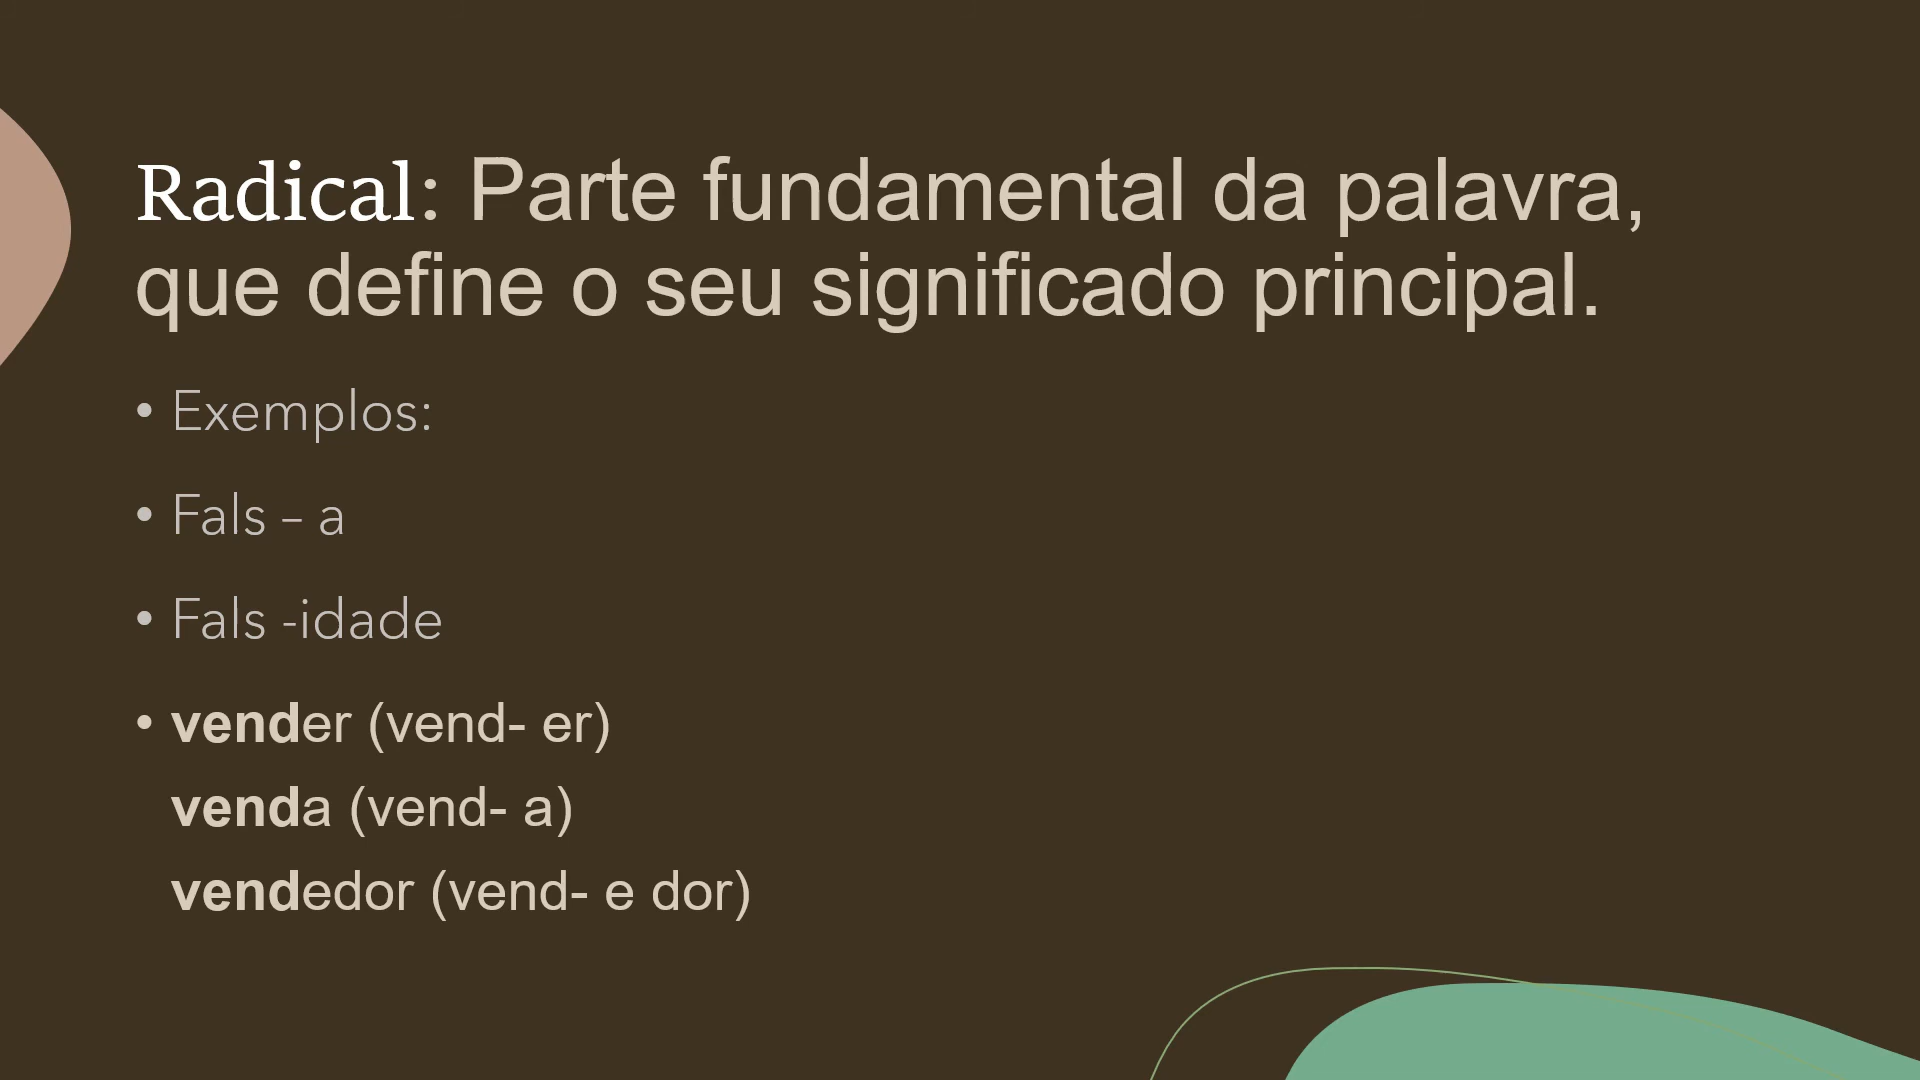 Radical: Parte fundamental da palavra,
que define o seu significado principal.
• Exemplos:
• Fals – a
• Fals -idade
• vender (vend- er)
venda (vend- a)
vendedor (vend- e dor)